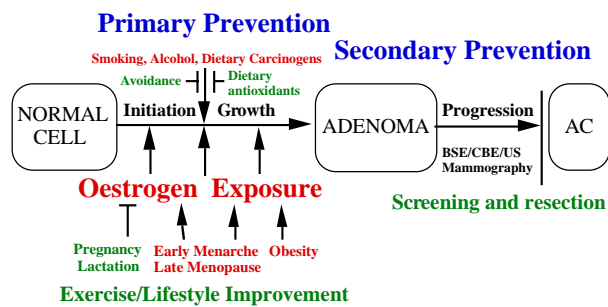 Primary Prevention
Secondary Prevention
Smoking, Alcohol, Dietary Carcinogens
Avoidance
Dietary
antioxidants
NORMAL
CELL
Initiation
Growth
ADENOMA
Progression
AC
BSE/CBE/US
Mammography
Oestrogen Exposure
Screening and resection
Pregnancy
Lactation
Early Menarche
Late Menopause
Obesity
Exercise/Lifestyle Improvement